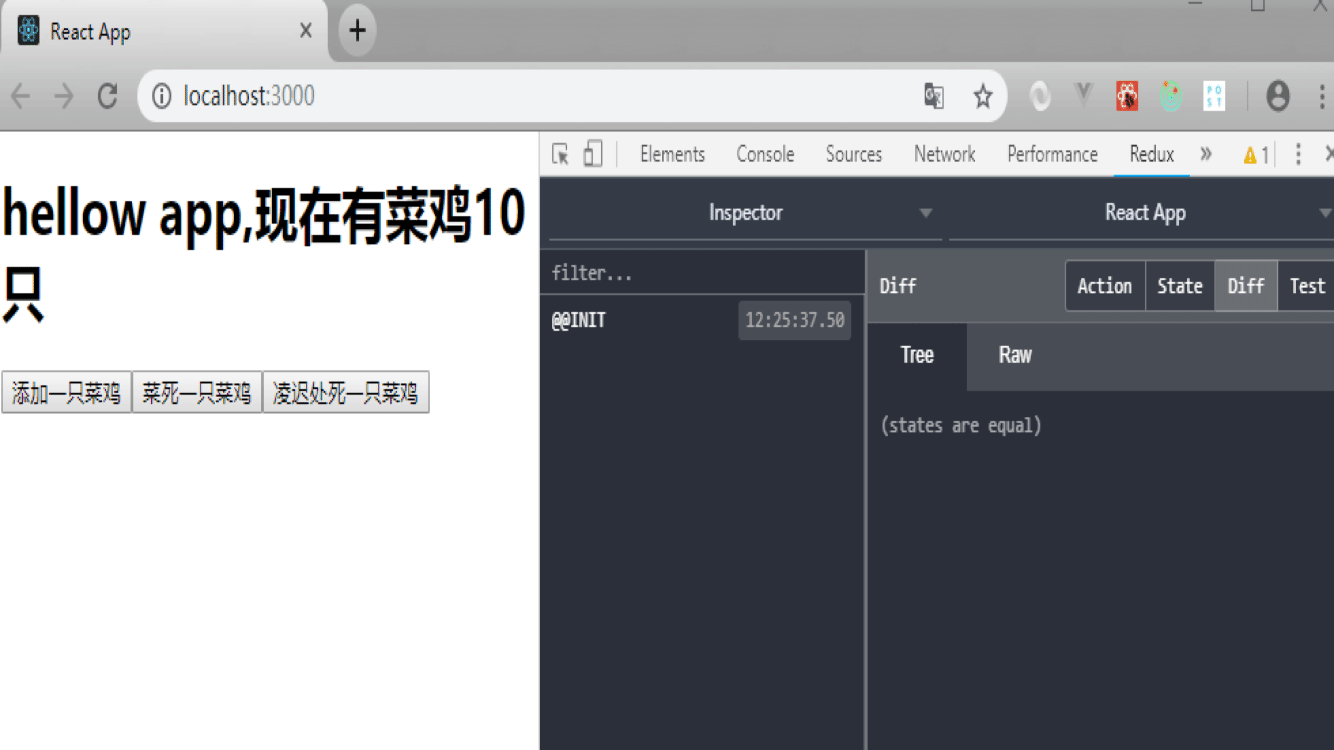 React App
localhost:3000
POST
Elements Console Sources Network Performance Redux » 1
hellow app,现在有菜鸡10
只
添加一只菜鸡 菜死一只菜鸡 凌迟处死一只菜鸡
Inspector React App
filter...
@@INIT 12:25:37.50
Diff Action State Diff Test
Tree Raw
(states are equal)